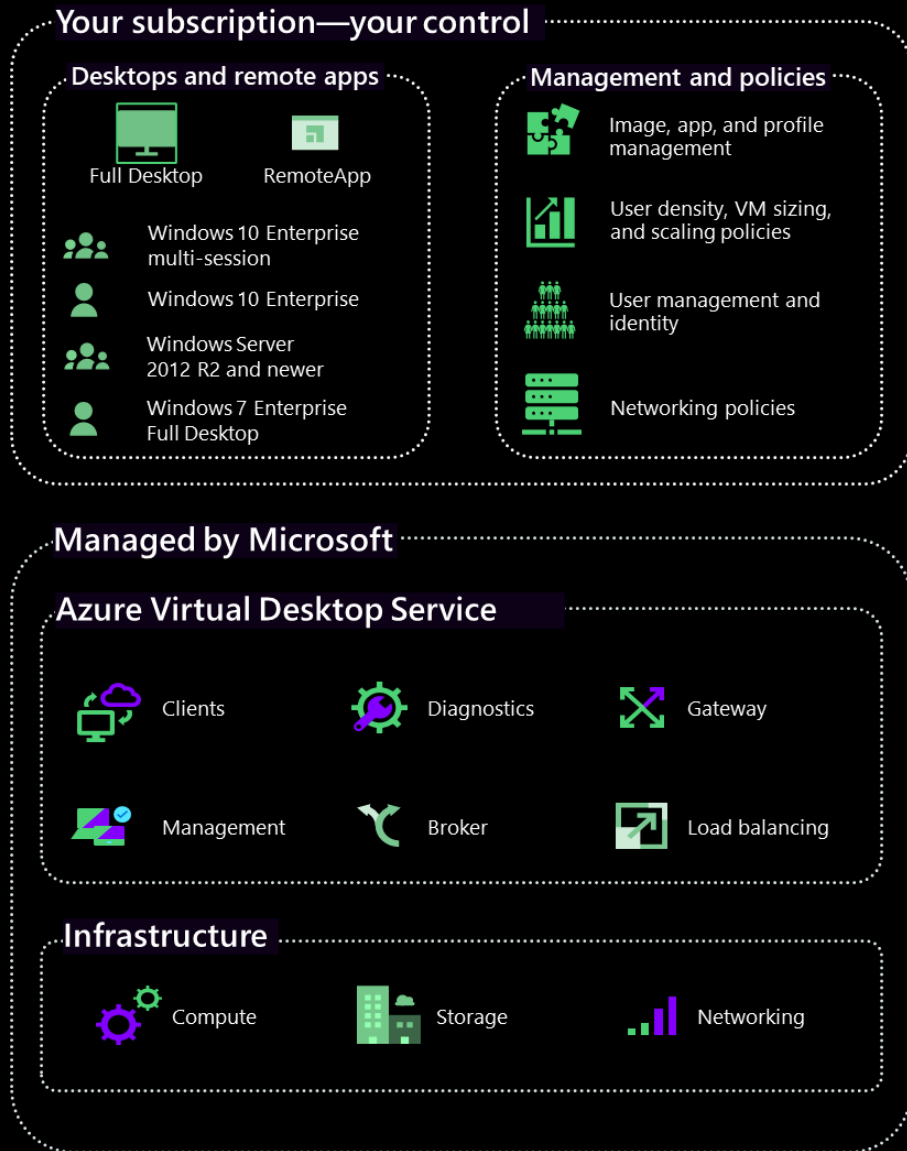 Your subscription—your control
Desktops and remote apps
Full Desktop
RemoteApp
Windows 10 Enterprise
multi-session
Windows 10 Enterprise
Windows Server
2012 R2 and newer
Windows 7 Enterprise
Full Desktop
Management and policies
Image, app, and profile
management
User density, VM sizing,
and scaling policies
User management and
identity
Networking policies
Managed by Microsoft
Azure Virtual Desktop Service
Clients
Diagnostics
Gateway
Management
Broker
Load balancing
Infrastructure
Compute
Storage
Networking